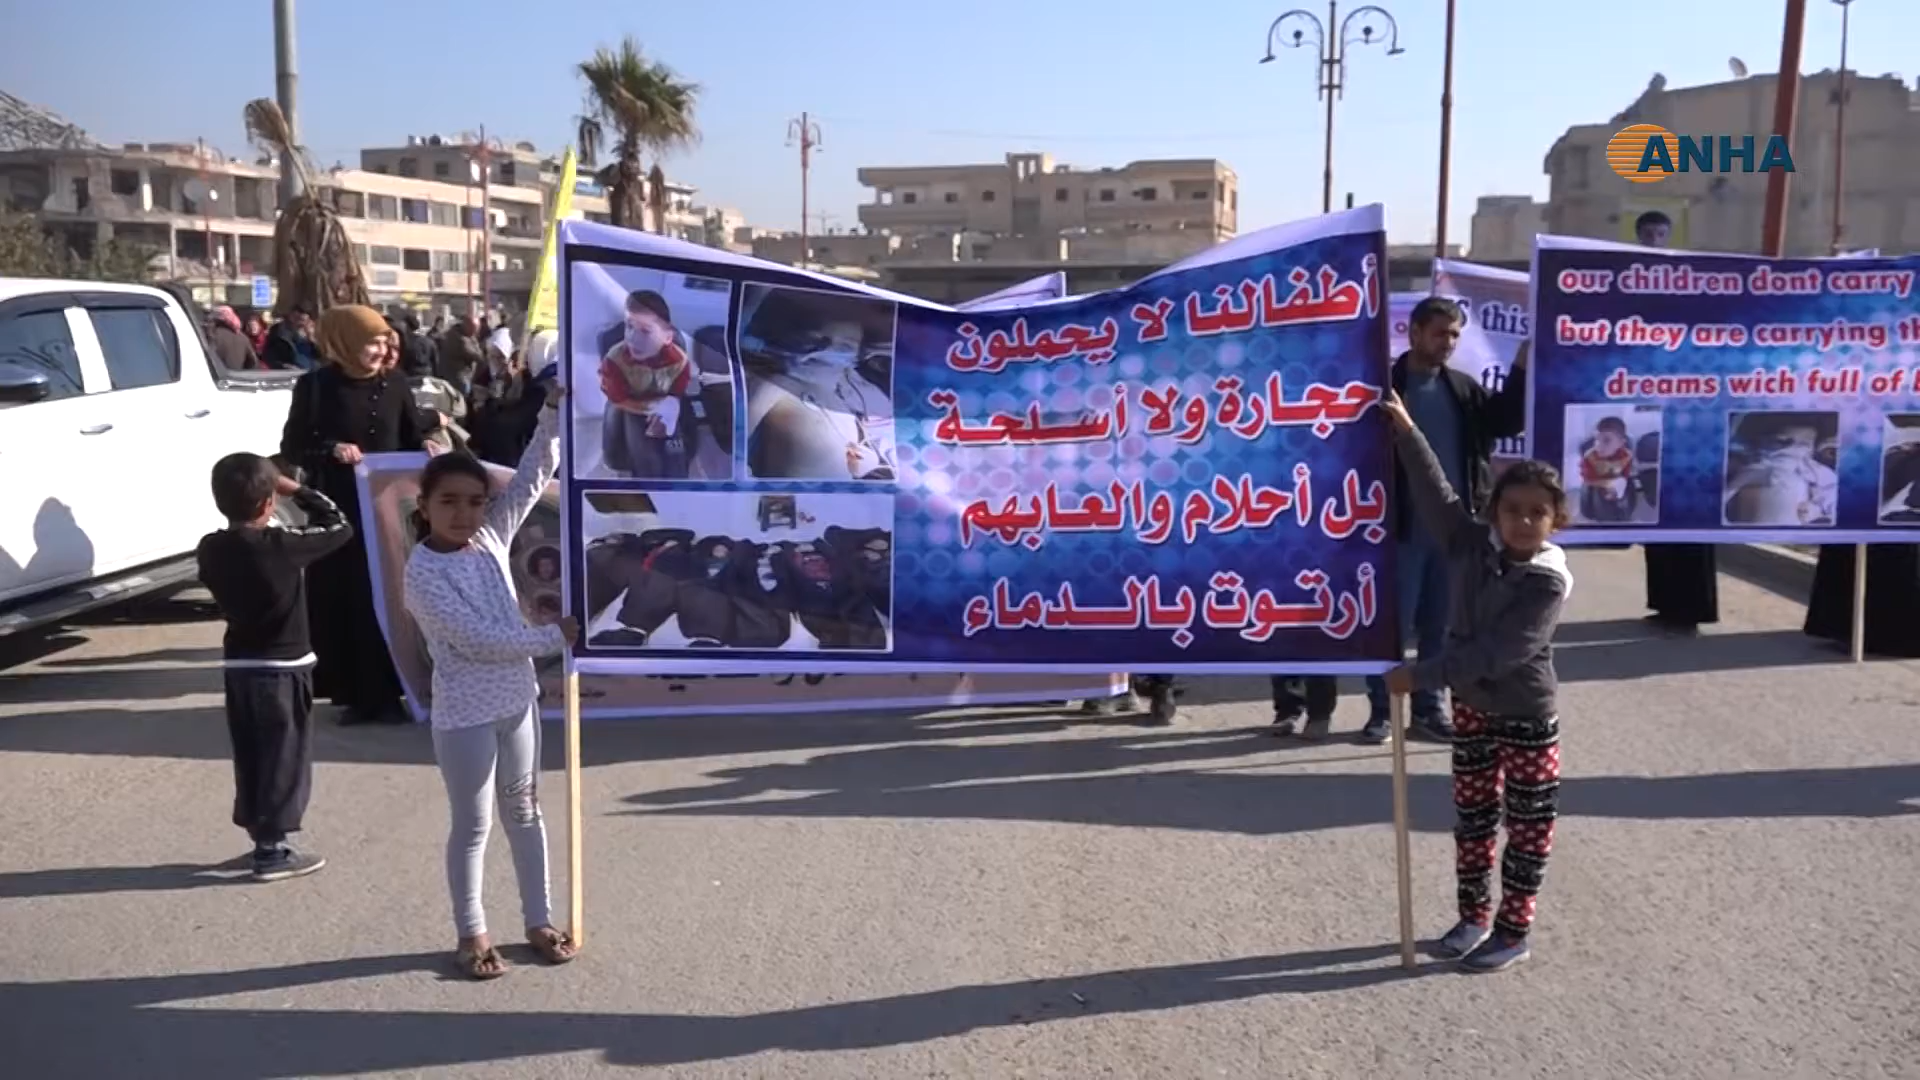 ANHA
أطفالنا لا يحملون
حجارة ولا أسلحة
بل أحلام والعابهم
أرتوت بالدماء
this
our children dont carry
but they are carrying th
dreams wich full of